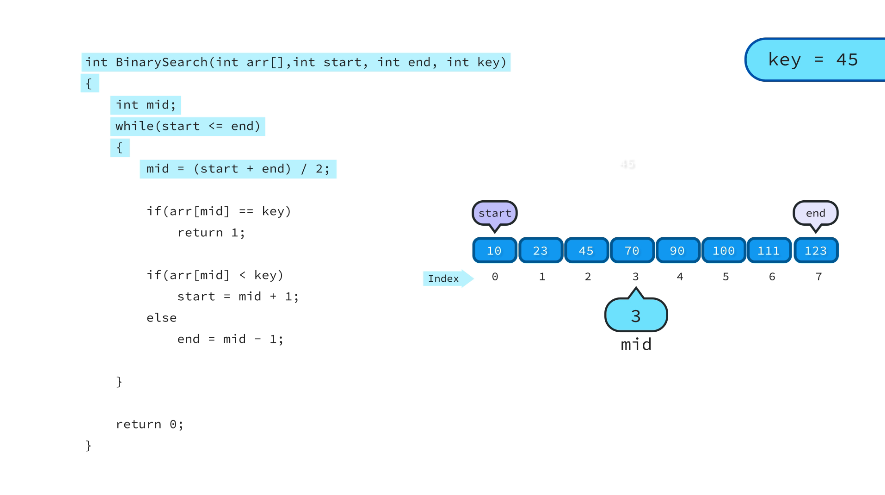 int BinarySearch(int arr[],int start, int end, int key)
{
    int mid;
    while(start <= end)
    {
        mid = (start + end) / 2;

        if(arr[mid] == key)
            return 1;

        if(arr[mid] < key)
            start = mid + 1;
        else
            end = mid - 1;

    }

    return 0;
}
key = 45
45
start end
10 23 45 70 90 100 111 123
Index 0 1 2 3 4 5 6 7
3
mid